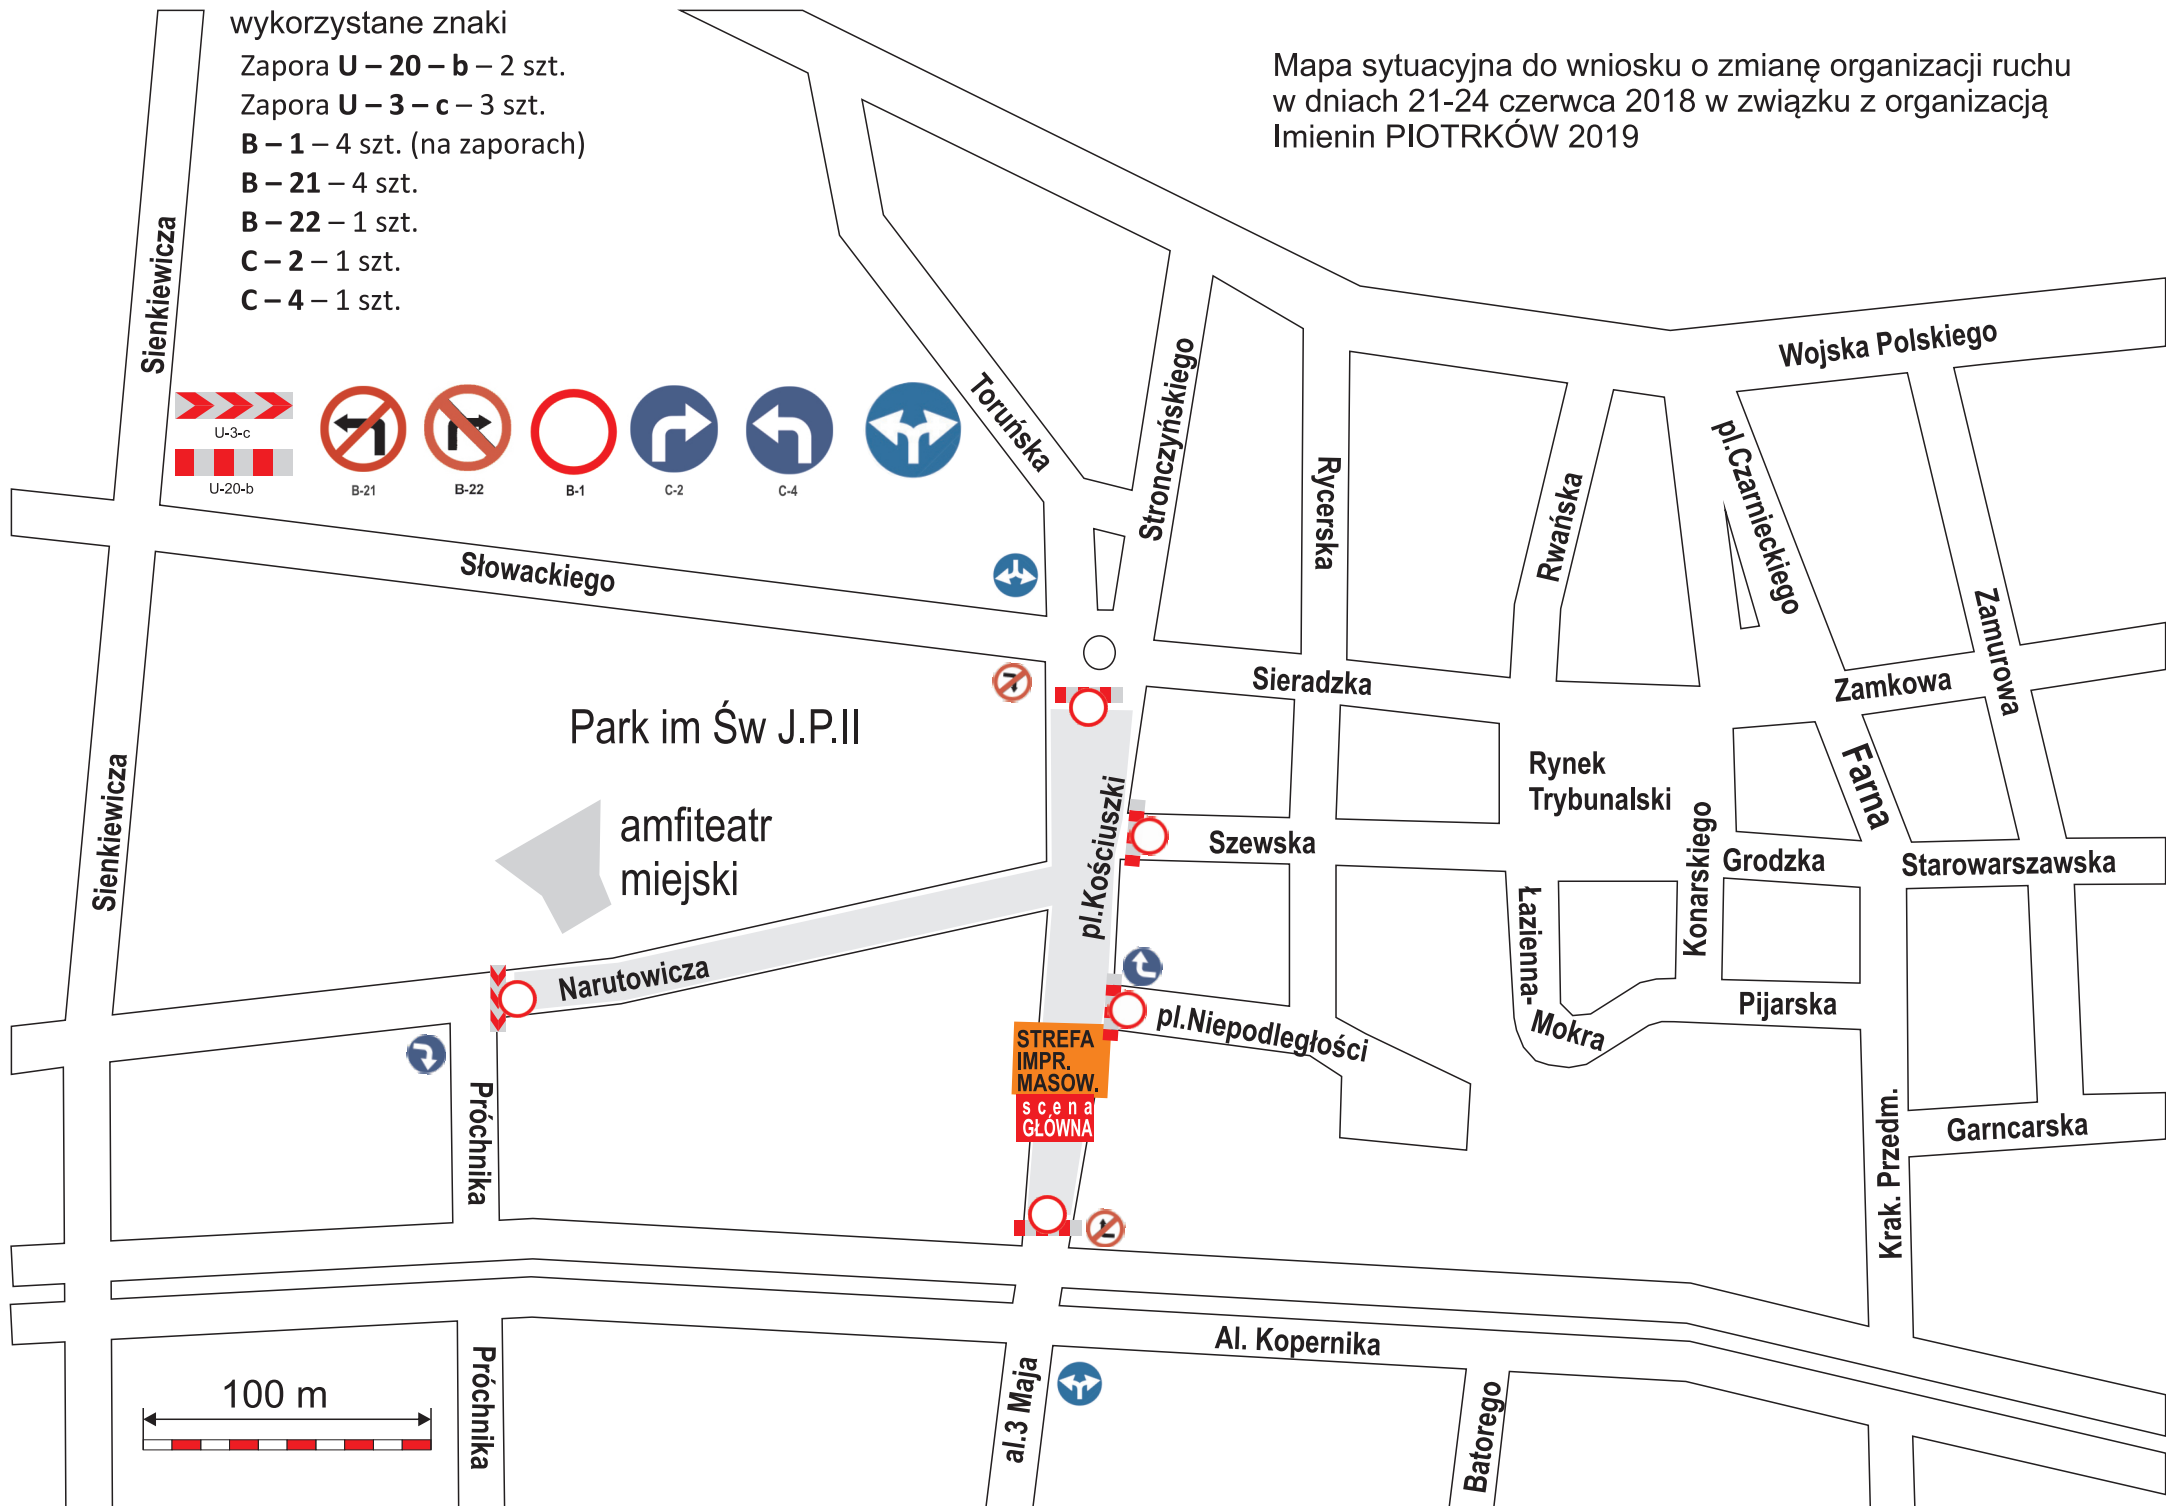 wykorzystane znaki
Zapora U – 20 – b – 2 szt.
Zapora U – 3 – c – 3 szt.
B – 1 – 4 szt. (na zaporach)
B – 21 – 4 szt.
B – 22 – 1 szt.
C – 2 – 1 szt.
C – 4 – 1 szt.
Mapa sytuacyjna do wniosku o zmianę organizacji ruchu
w dniach 21-24 czerwca 2018 w związku z organizacją
Imienin PIOTRKÓW 2019
Sienkiewicza
U-3-c
U-20-b
B-21
B-22
B-1
C-2
C-4
Toruńska
Stronczyńskiego
Rycerska
Rwańska
pl.Czarnieckiego
Wojska Polskiego
Zamurowa
Słowackiego
Sieradzka
Zamkowa
Park im Św J.P.II
amfiteatr
miejski
Sienkiewicza
pl.Kościuszki
Szewska
Rynek
Trybunalski
Konarskiego
Farna
Grodzka
Starowarszawska
Narutowicza
pl.Niepodległości
Łazienna-
Mokra
Pijarska
STREFA
IMPR.
MASOW.
scena
GŁÓWNA
Próchnika
Krak. Przedm.
Garncarska
Al. Kopernika
Próchnika
al.3 Maja
Batorego
100 m